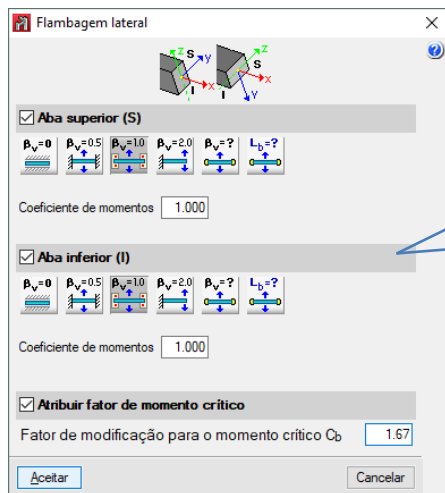 Flambagem lateral
z S y x I
z S x y I
Aba superior (S)
βv=0 βv=0.5 βv=1.0 βv=2.0 βv=? Lb=?
Coeficiente de momentos 1.000
Aba inferior (I)
βv=0 βv=0.5 βv=1.0 βv=2.0 βv=? Lb=?
Coeficiente de momentos 1.000
Atribuir fator de momento crítico
Fator de modificação para o momento crítico Cb 1.67
Aceitar Cancelar